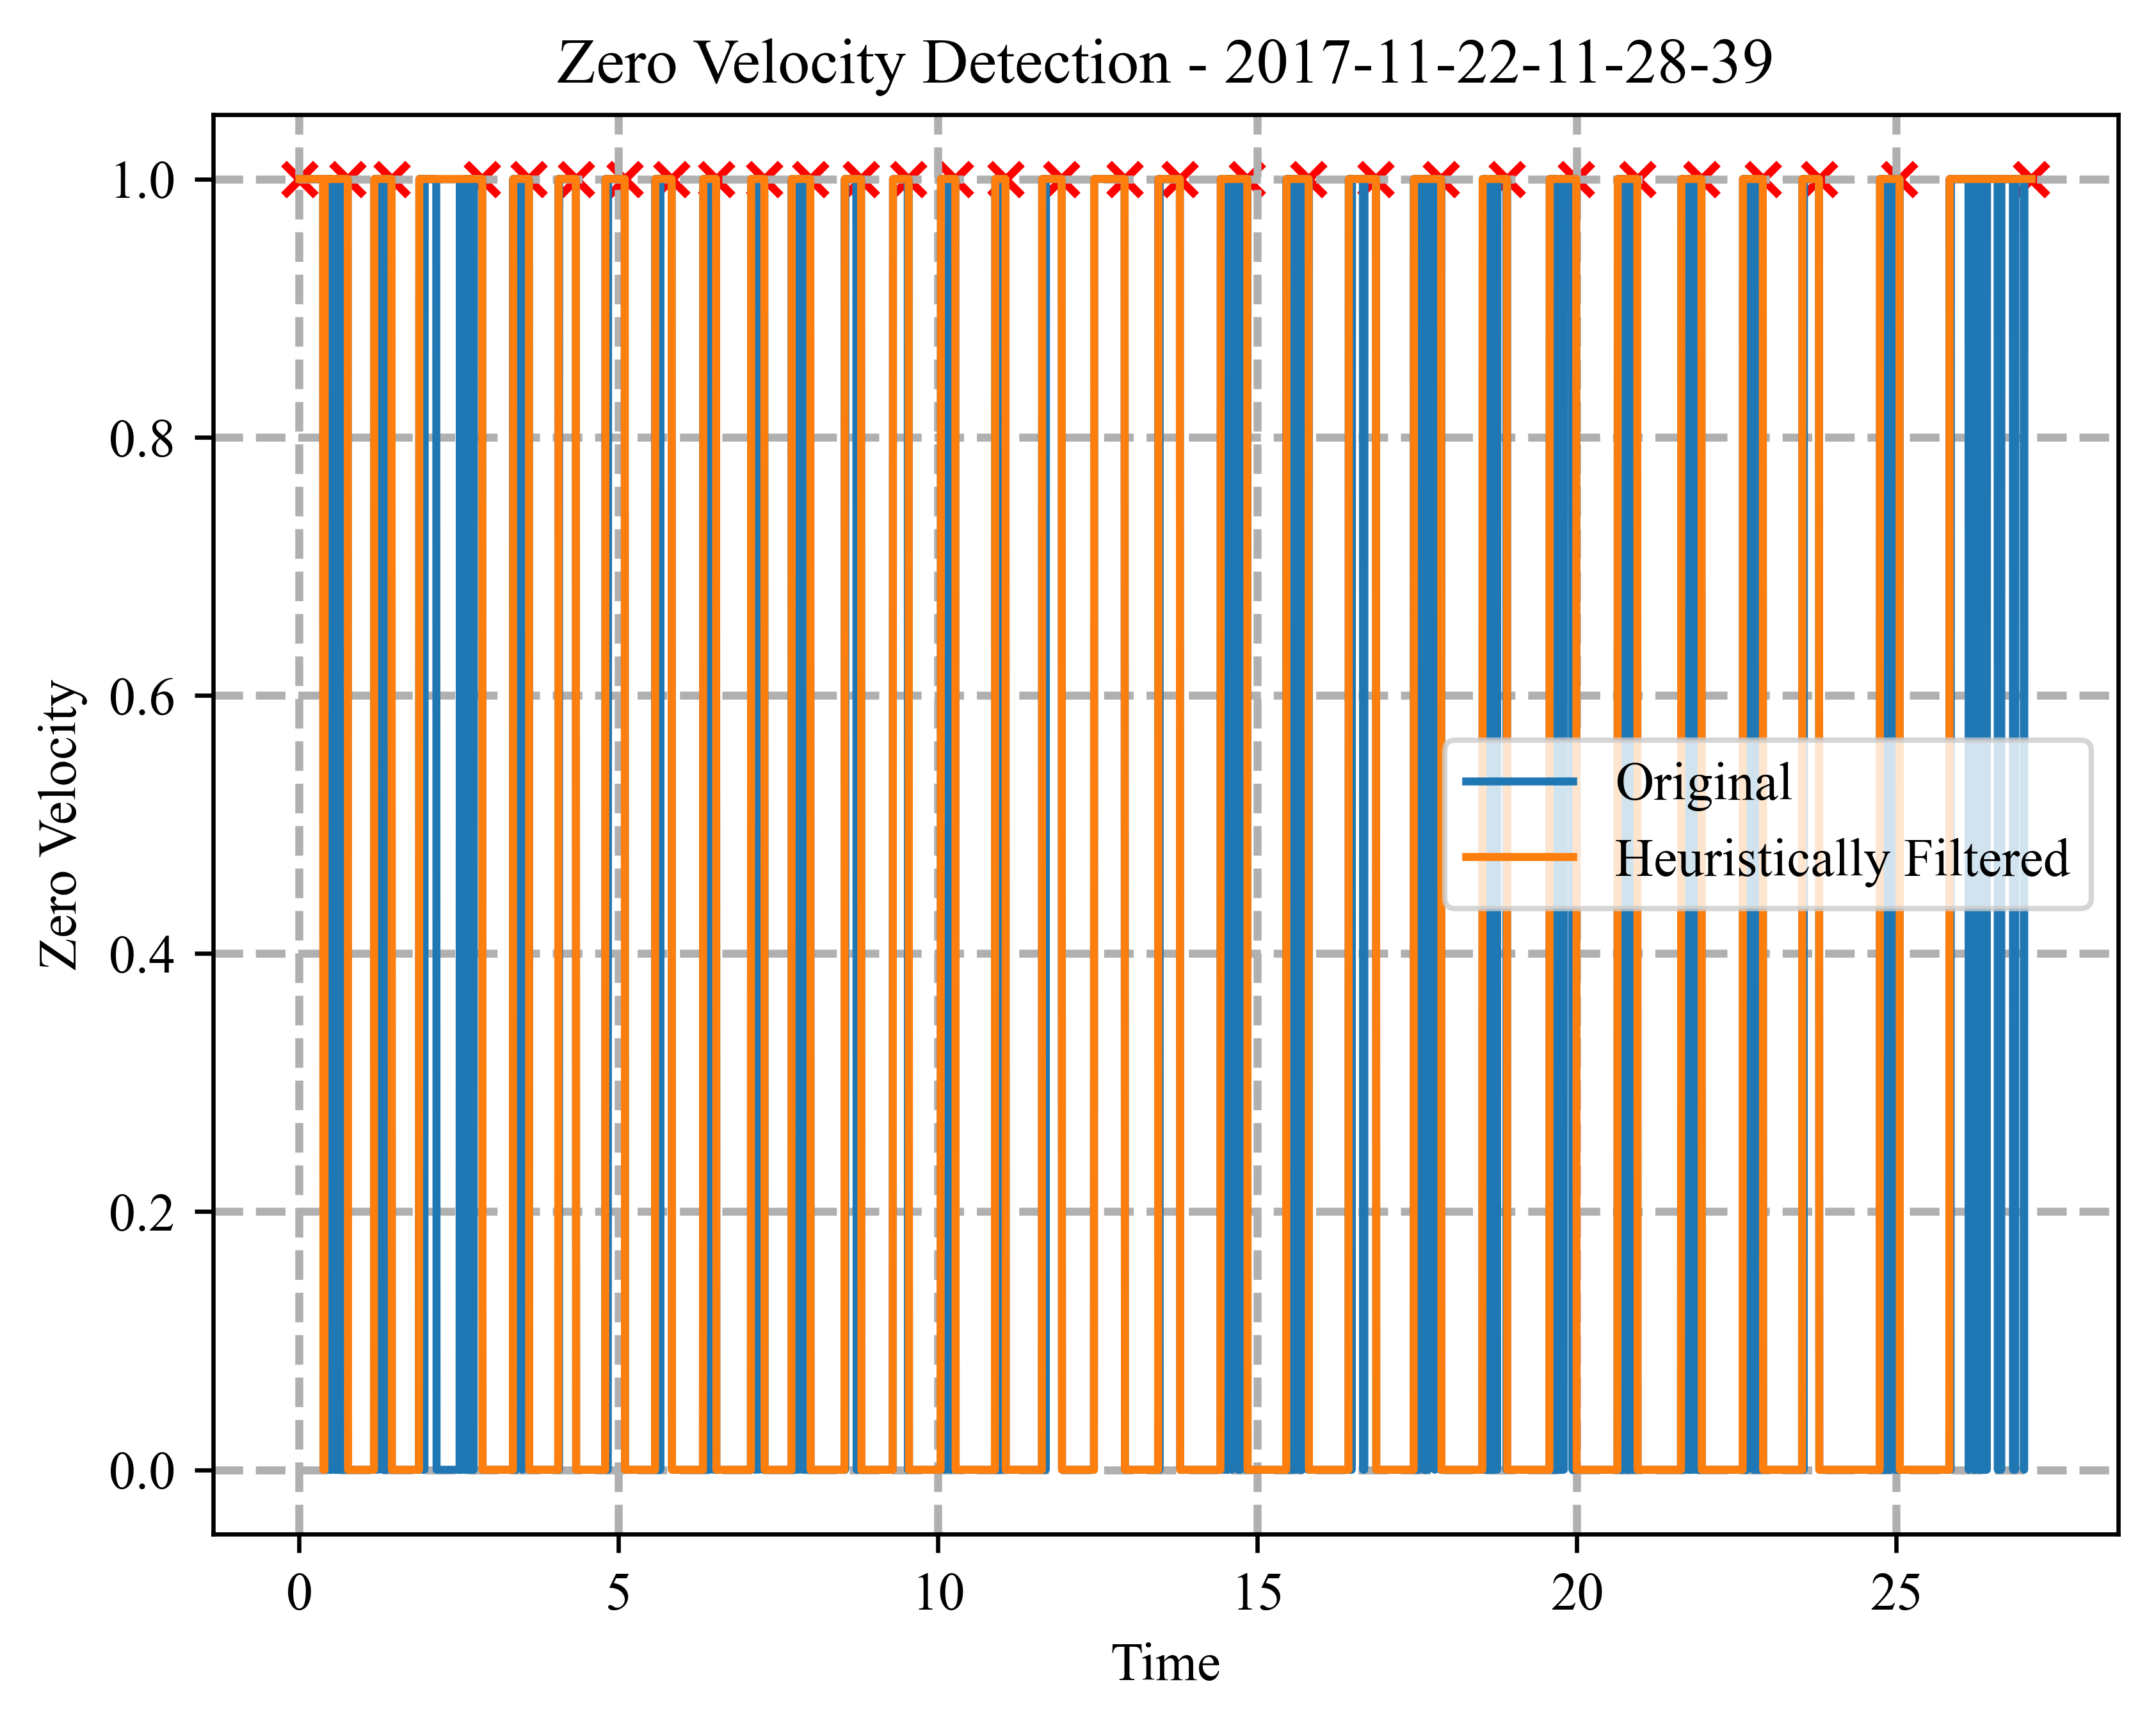 Zero Velocity Detection - 2017-11-22-11-28-39
1.0
0.8
0.6
0.4
0.2
0.0
Zero Velocity
Original
Heuristically Filtered
0 5 10 15 20 25
Time